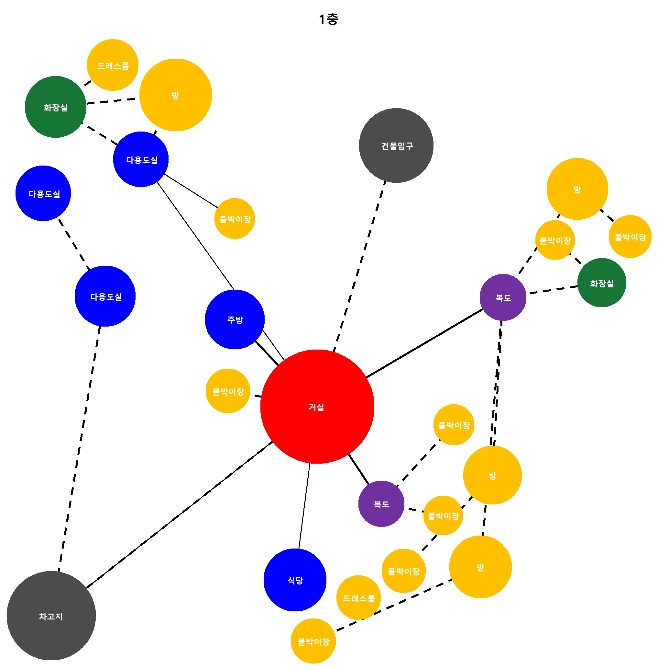 1층
드레스룸
방
화장실
건물입구
다용도실
방
다용도실
붙박이장
붙박이장
붙박이장
화장실
다용도실
복도
주방
붙박이장
거실
붙박이장
방
복도
붙박이장
방
붙박이장
식당
드레스룸
차고지
붙박이장